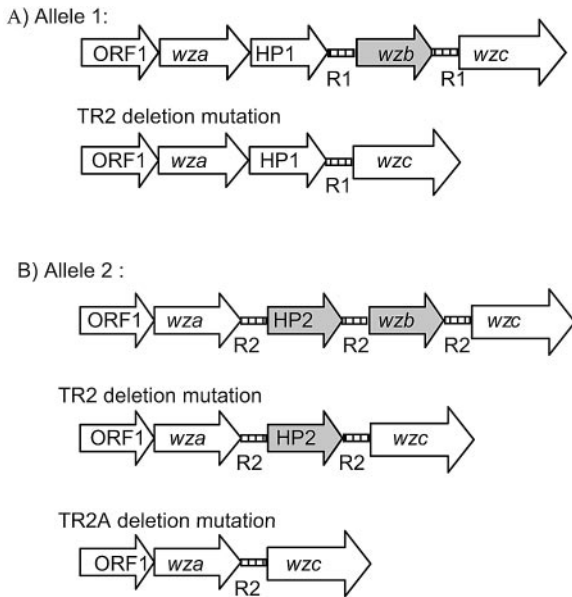 A) Allele 1:
ORF1 wza HP1 wzb wzc
R1 R1
TR2 deletion mutation
ORF1 wza HP1 wzc
R1
B) Allele 2 :
ORF1 wza HP2 wzb wzc
R2 R2 R2
TR2 deletion mutation
ORF1 wza HP2 wzc
R2 R2
TR2A deletion mutation
ORF1 wza wzc
R2